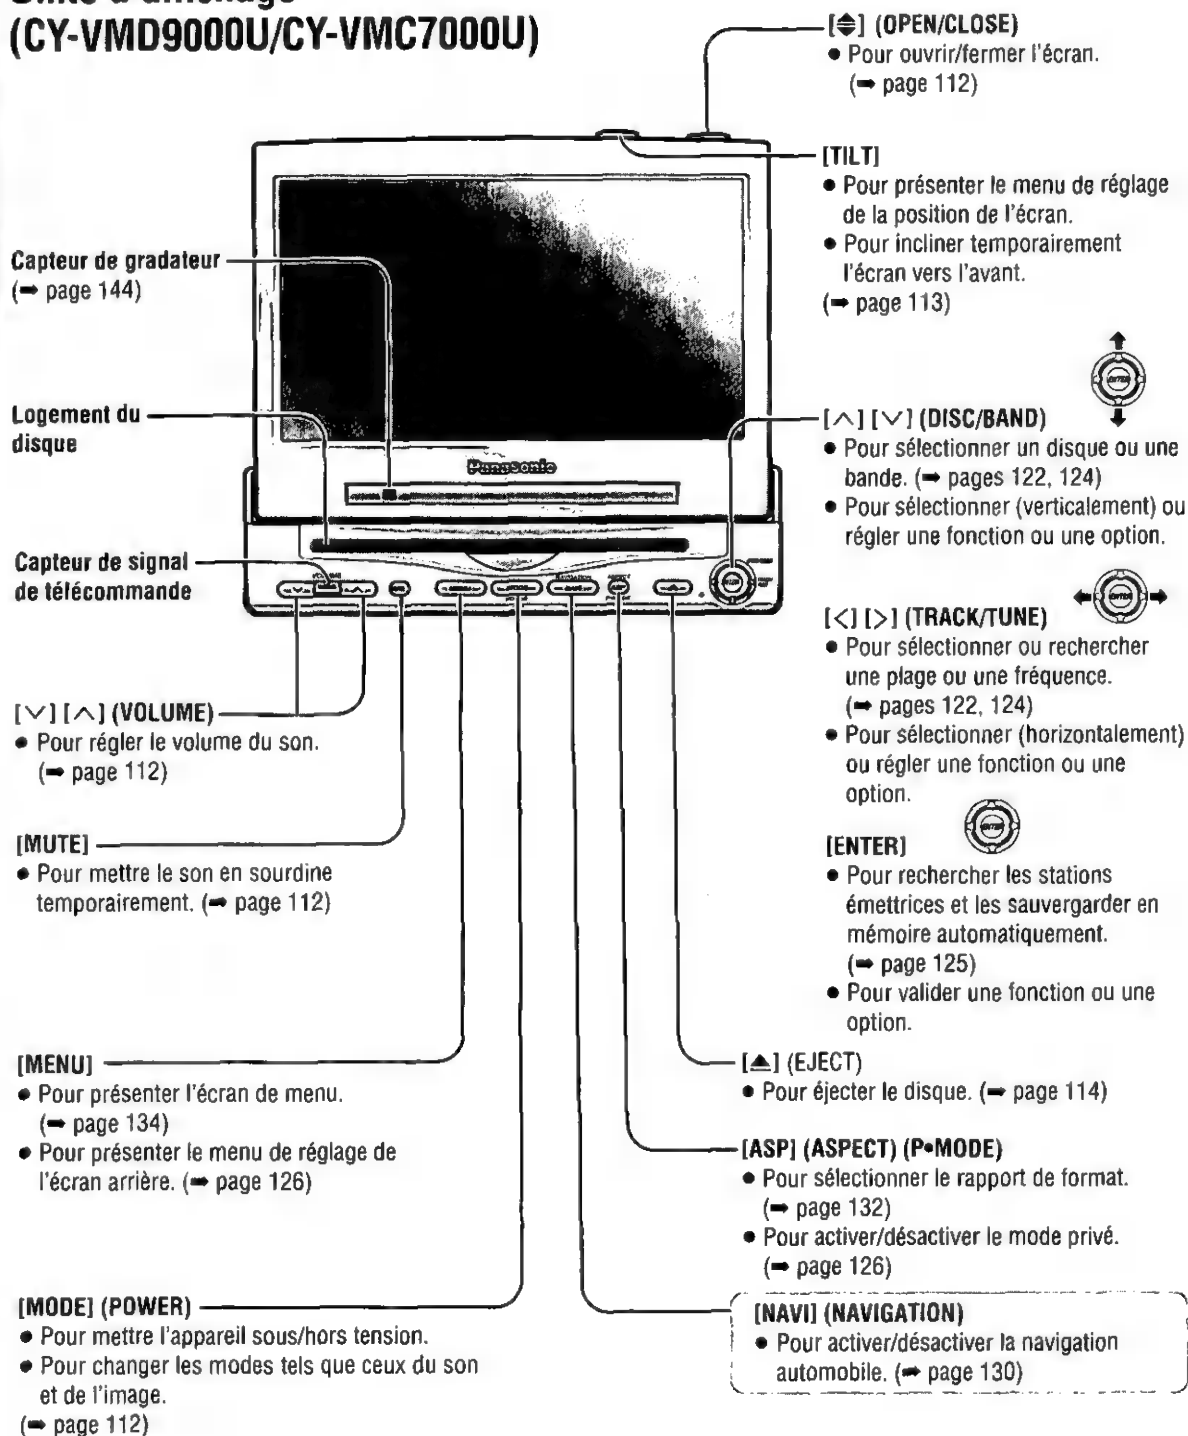 (CY-VMD9000U/CY-VMC7000U)
[⏏] (OPEN/CLOSE)
● Pour ouvrir/fermer l'écran.
(➡ page 112)
[TILT]
● Pour présenter le menu de réglage
de la position de l'écran.
● Pour incliner temporairement
l'écran vers l'avant.
(➡ page 113)
Capteur de gradateur
(➡ page 144)
Logement du
disque
Capteur de signal
de télécommande
Panasonic
VOLUME
ENTER
[∧] [∨] (DISC/BAND)
● Pour sélectionner un disque ou une
bande. (➡ pages 122, 124)
● Pour sélectionner (verticalement) ou
régler une fonction ou une option.
ENTER
[<] [>] (TRACK/TUNE)
● Pour sélectionner ou rechercher
une plage ou une fréquence.
(➡ pages 122, 124)
● Pour sélectionner (horizontalement)
ou régler une fonction ou une
option.
ENTER
[ENTER]
● Pour rechercher les stations
émettrices et les sauvergarder en
mémoire automatiquement.
(➡ page 125)
● Pour valider une fonction ou une
option.
[∨] [∧] (VOLUME)
● Pour régler le volume du son.
(➡ page 112)
[MUTE]
● Pour mettre le son en sourdine
temporairement. (➡ page 112)
[MENU]
● Pour présenter l'écran de menu.
(➡ page 134)
● Pour présenter le menu de réglage de
l'écran arrière. (➡ page 126)
[MODE] (POWER)
● Pour mettre l'appareil sous/hors tension.
● Pour changer les modes tels que ceux du son
et de l'image.
(➡ page 112)
[⏏] (EJECT)
● Pour éjecter le disque. (➡ page 114)
[ASP] (ASPECT) (P•MODE)
● Pour sélectionner le rapport de format.
(➡ page 132)
● Pour activer/désactiver le mode privé.
(➡ page 126)
[NAVI] (NAVIGATION)
● Pour activer/désactiver la navigation
automobile. (➡ page 130)